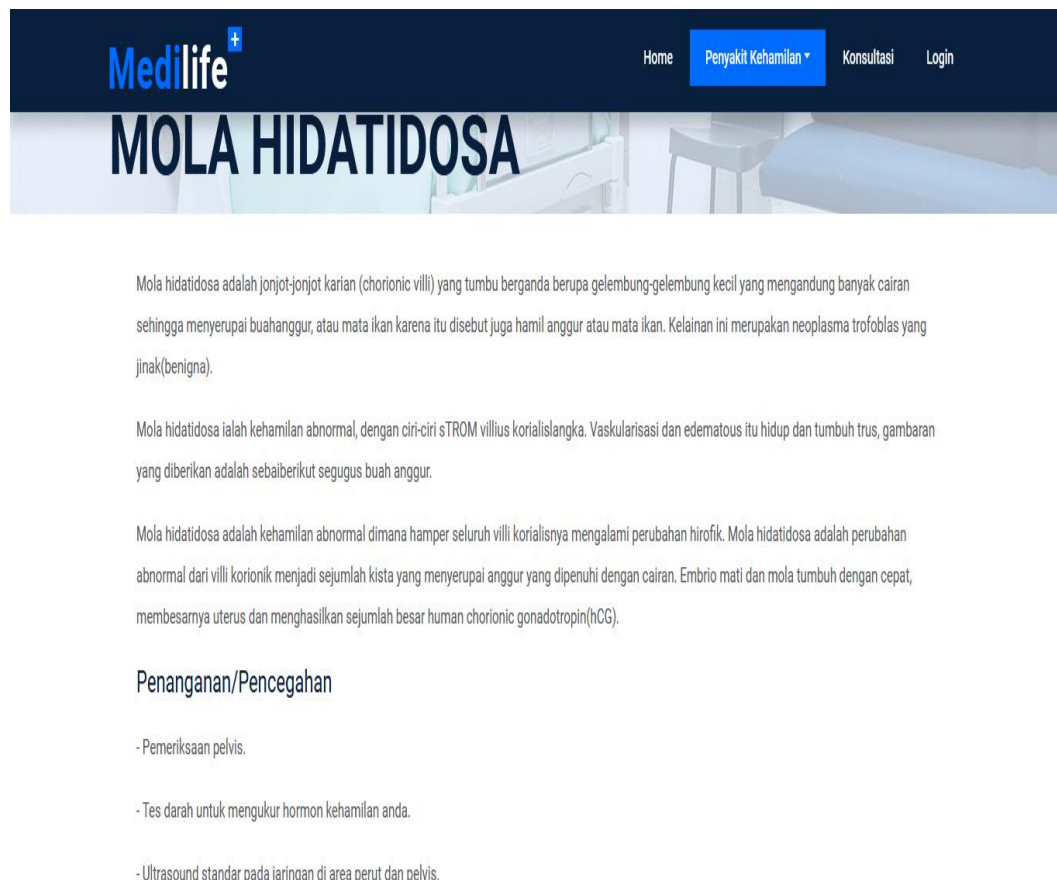 Medilife+
Home Penyakit Kehamilan Konsultasi Login
MOLA HIDATIDOSA
Mola hidatidosa adalah jonjot-jonjot karian (chorionic villi) yang tumbu berganda berupa gelembung-gelembung kecil yang mengandung banyak cairan
sehingga menyerupai buahanggur, atau mata ikan karena itu disebut juga hamil anggur atau mata ikan. Kelainan ini merupakan neoplasma trofoblas yang
jinak(benigna).
Mola hidatidosa ialah kehamilan abnormal, dengan ciri-ciri sTROM villius korialislangka. Vaskularisasi dan edematous itu hidup dan tumbuh trus, gambaran
yang diberikan adalah sebaiberikut segugus buah anggur.
Mola hidatidosa adalah kehamilan abnormal dimana hamper seluruh villi korialisnya mengalami perubahan hirofik. Mola hidatidosa adalah perubahan
abnormal dari villi korionik menjadi sejumlah kista yang menyerupai anggur yang dipenuhi dengan cairan. Embrio mati dan mola tumbuh dengan cepat,
membesarnya uterus dan menghasilkan sejumlah besar human chorionic gonadotropin(hCG).
Penanganan/Pencegahan
- Pemeriksaan pelvis.
- Tes darah untuk mengukur hormon kehamilan anda.
- Ultrasound standar pada jaringan di area perut dan pelvis.